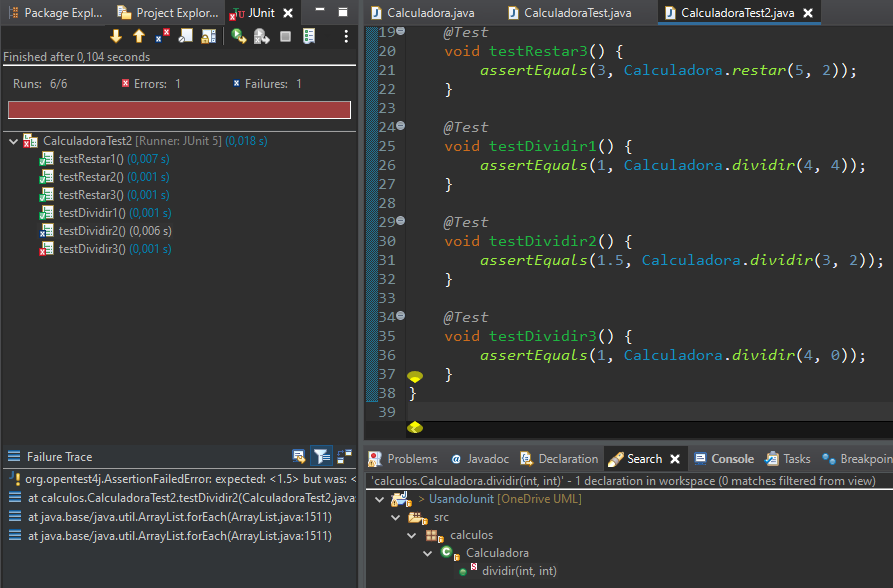 Package Expl...
Project Explor...
JUnit
Finished after 0,104 seconds
Runs: 6/6
Errors: 1
Failures: 1
CalculadoraTest2 [Runner: JUnit 5] (0,018 s)
testRestar1() (0,007 s)
testRestar2() (0,001 s)
testRestar3() (0,001 s)
testDividir1() (0,001 s)
testDividir2() (0,006 s)
testDividir3() (0,001 s)
Failure Trace
org.opentest4j.AssertionFailedError: expected: <1.5> but was: <
at calculos.CalculadoraTest2.testDividir2(CalculadoraTest2.java:
at java.base/java.util.ArrayList.forEach(ArrayList.java:1511)
at java.base/java.util.ArrayList.forEach(ArrayList.java:1511)
Calculadora.java
CalculadoraTest.java
CalculadoraTest2.java
19 @Test
20 void testRestar3() {
21 assertEquals(3, Calculadora.restar(5, 2));
22 }
23
24 @Test
25 void testDividir1() {
26 assertEquals(1, Calculadora.dividir(4, 4));
27 }
28
29 @Test
30 void testDividir2() {
31 assertEquals(1.5, Calculadora.dividir(3, 2));
32 }
33
34 @Test
35 void testDividir3() {
36 assertEquals(1, Calculadora.dividir(4, 0));
37 }
38 }
39
Problems
Javadoc
Declaration
Search
Console
Tasks
Breakpoin
'calculos.Calculadora.dividir(int, int)' - 1 declaration in workspace (0 matches filtered from view)
> UsandoJunit [OneDrive UML]
src
calculos
Calculadora
dividir(int, int)